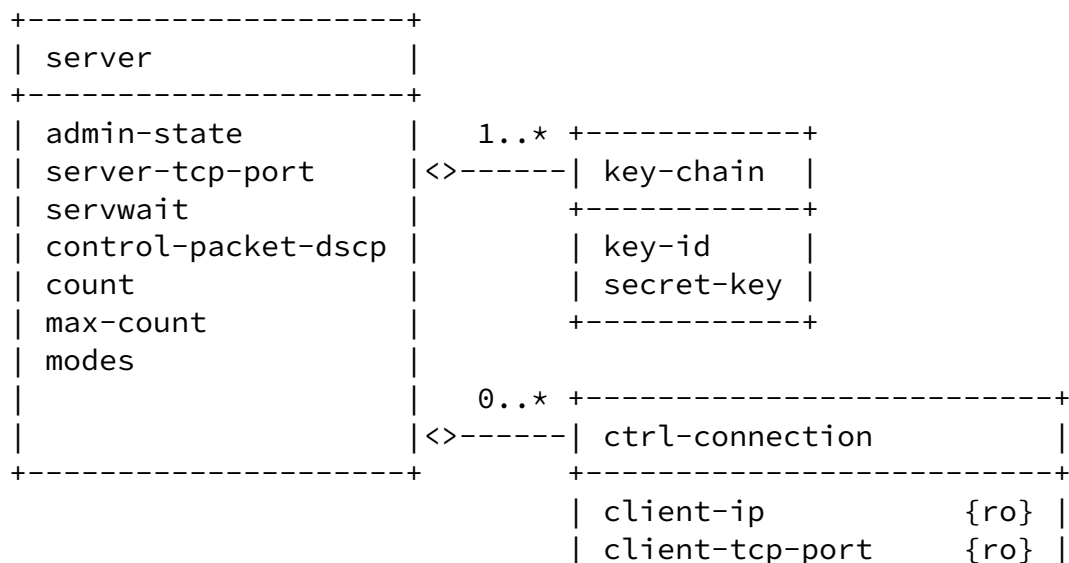 +---------------------+
| server              |
+---------------------+
| admin-state         |   1..* +------------+
| server-tcp-port     |<>------| key-chain  |
| servwait            |        +------------+
| control-packet-dscp |        | key-id     |
| count               |        | secret-key |
| max-count           |        +------------+
| modes               |
|                     |   0..* +--------------------------+
|                     |<>------| ctrl-connection          |
+---------------------+        +--------------------------+
                               | client-ip           {ro} |
                               | client-tcp-port     {ro} |